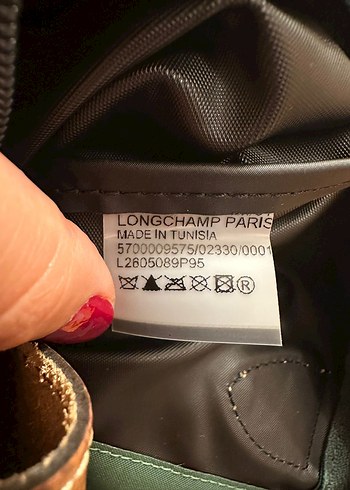 LONGCHAMP PARIS
MADE IN TUNISIA
5700009575/02330/0001
L2605089P95
®